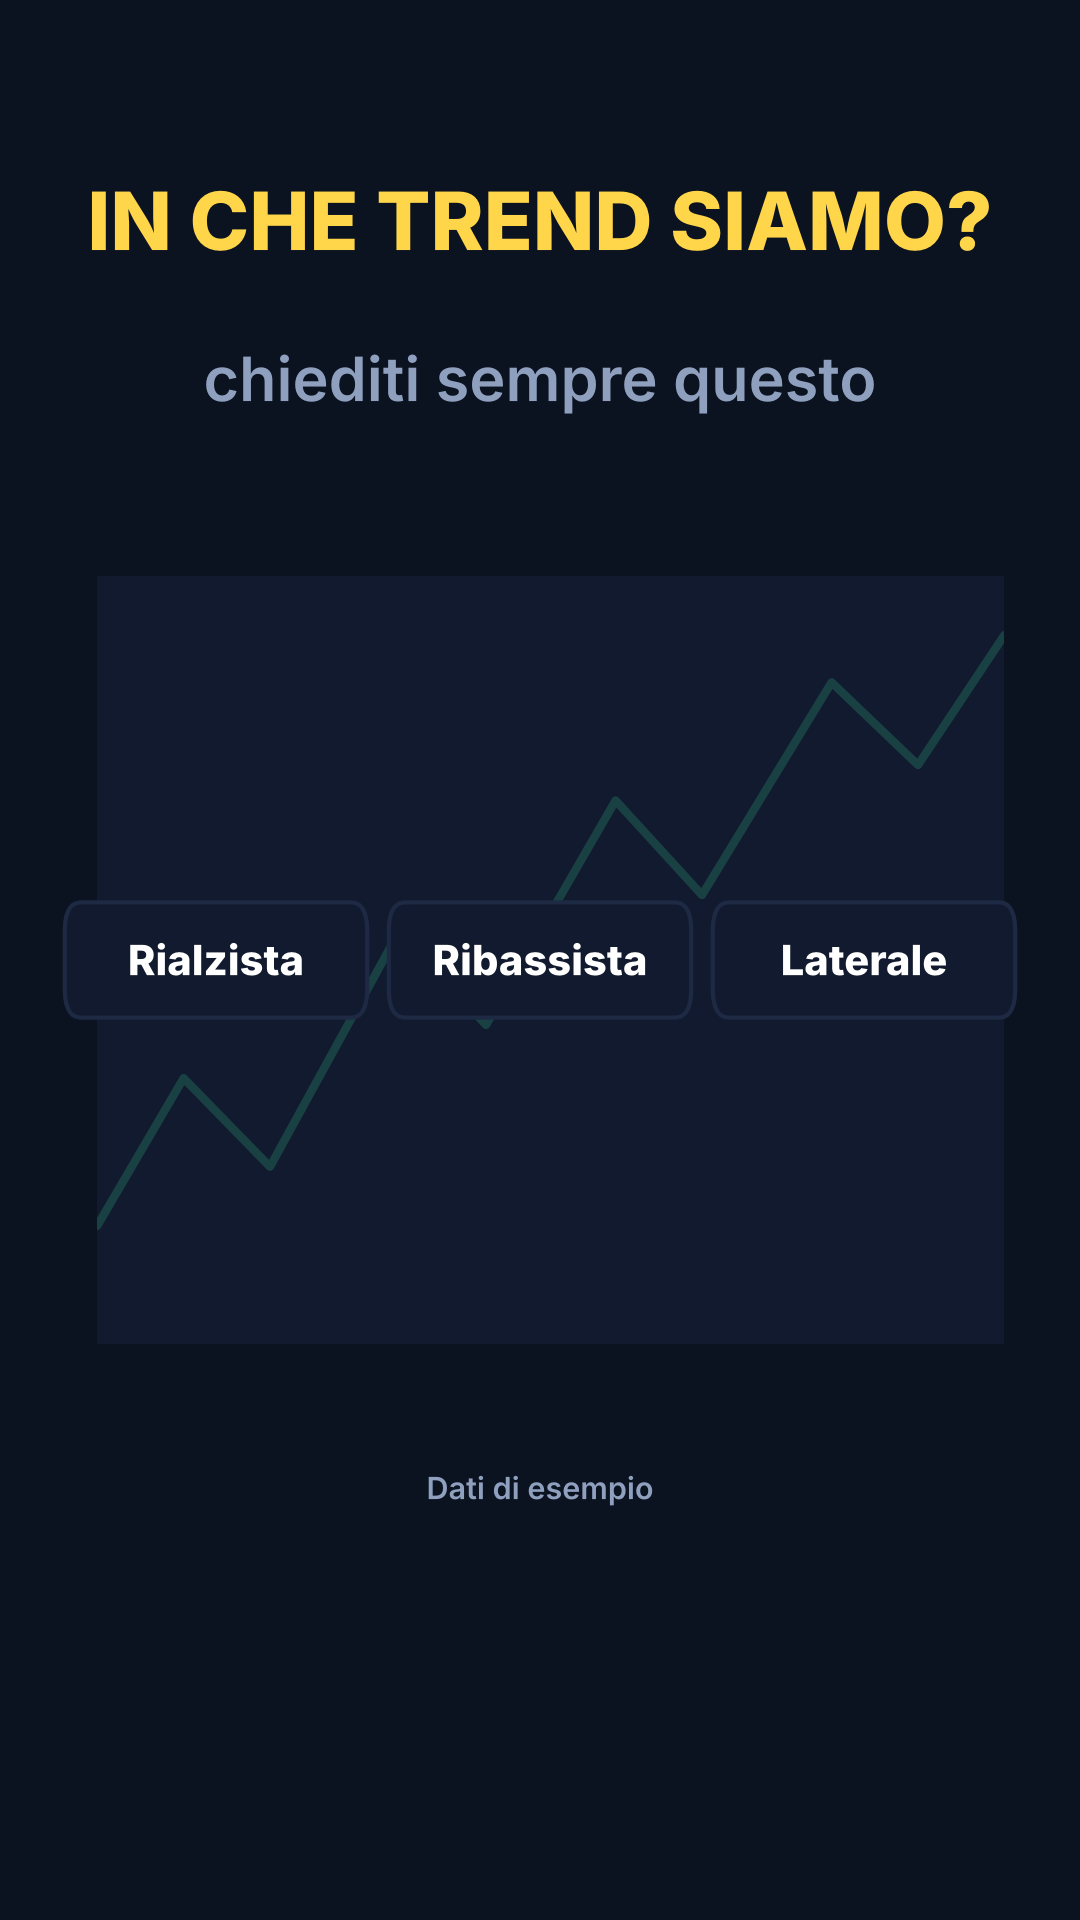 IN CHE TREND SIAMO?
chiediti sempre questo
Rialzista
Ribassista
Laterale
Dati di esempio